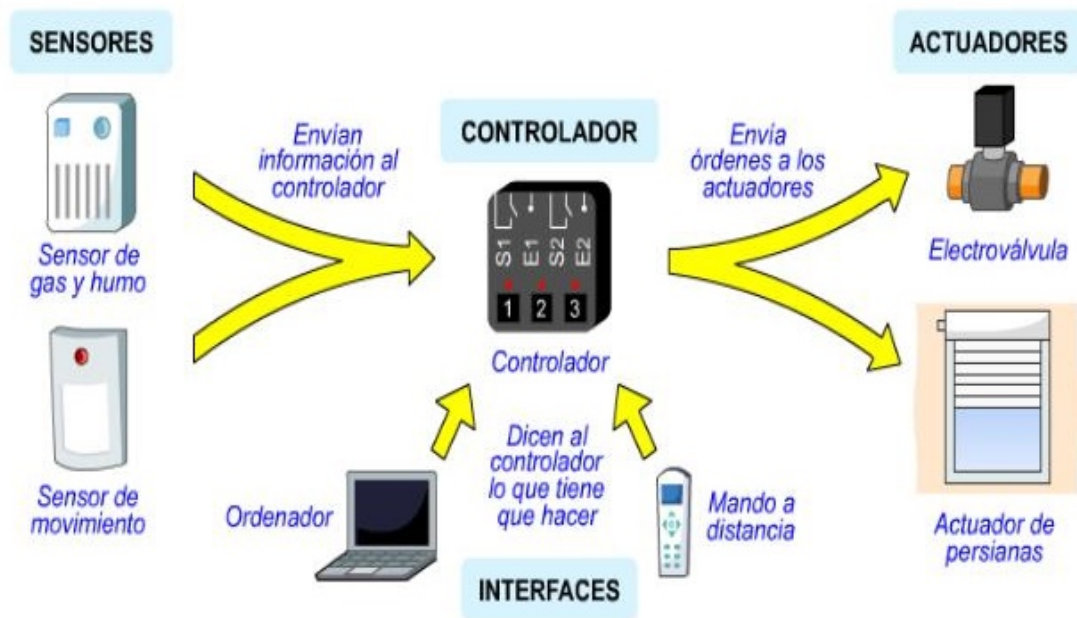 SENSORES
Sensor de
gas y humo
Sensor de
movimiento
Envían
información al
controlador
CONTROLADOR
S1 E1 S2 E2
1 2 3
Controlador
Envía
órdenes a los
actuadores
ACTUADORES
Electroválvula
Actuador de
persianas
Ordenador
Dicen al
controlador
lo que tiene
que hacer
Mando a
distancia
INTERFACES